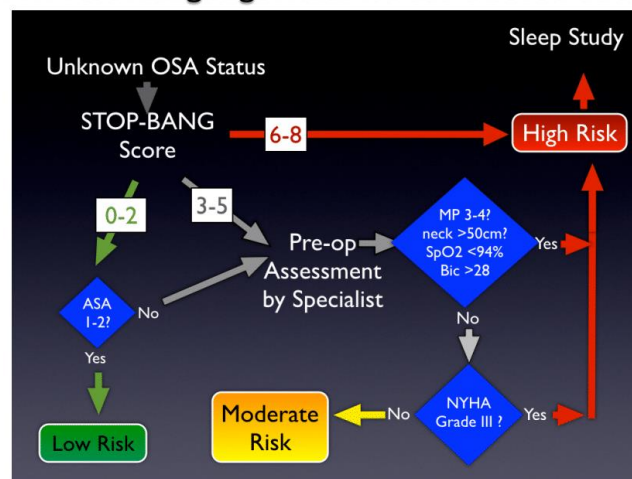 Sleep Study
Unknown OSA Status
STOP-BANG
Score
6-8
High Risk
0-2
3-5
MP 3-4?
neck >50cm?
SpO2 <94%
Bic >28
Yes
Pre-op
Assessment
by Specialist
ASA
1-2?
No
No
Yes
NYHA
Grade III ?
Yes
No
Moderate
Risk
Low Risk